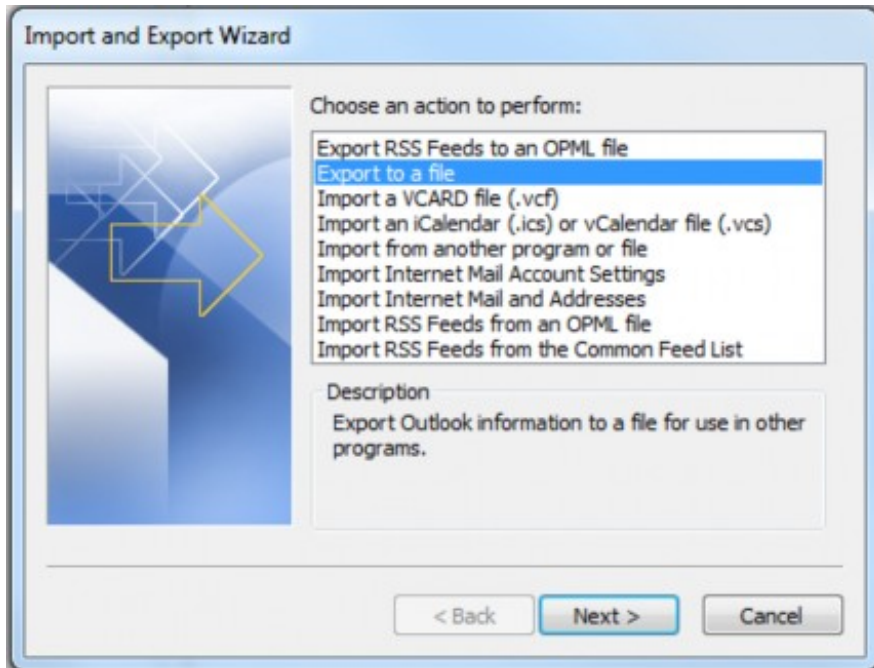 Import and Export Wizard
Choose an action to perform:
Export RSS Feeds to an OPML file
Export to a file
Import a VCARD file (.vcf)
Import an iCalendar (.ics) or vCalendar file (.vcs)
Import from another program or file
Import Internet Mail Account Settings
Import Internet Mail and Addresses
Import RSS Feeds from an OPML file
Import RSS Feeds from the Common Feed List
Description
Export Outlook information to a file for use in other
programs.
< Back Next > Cancel